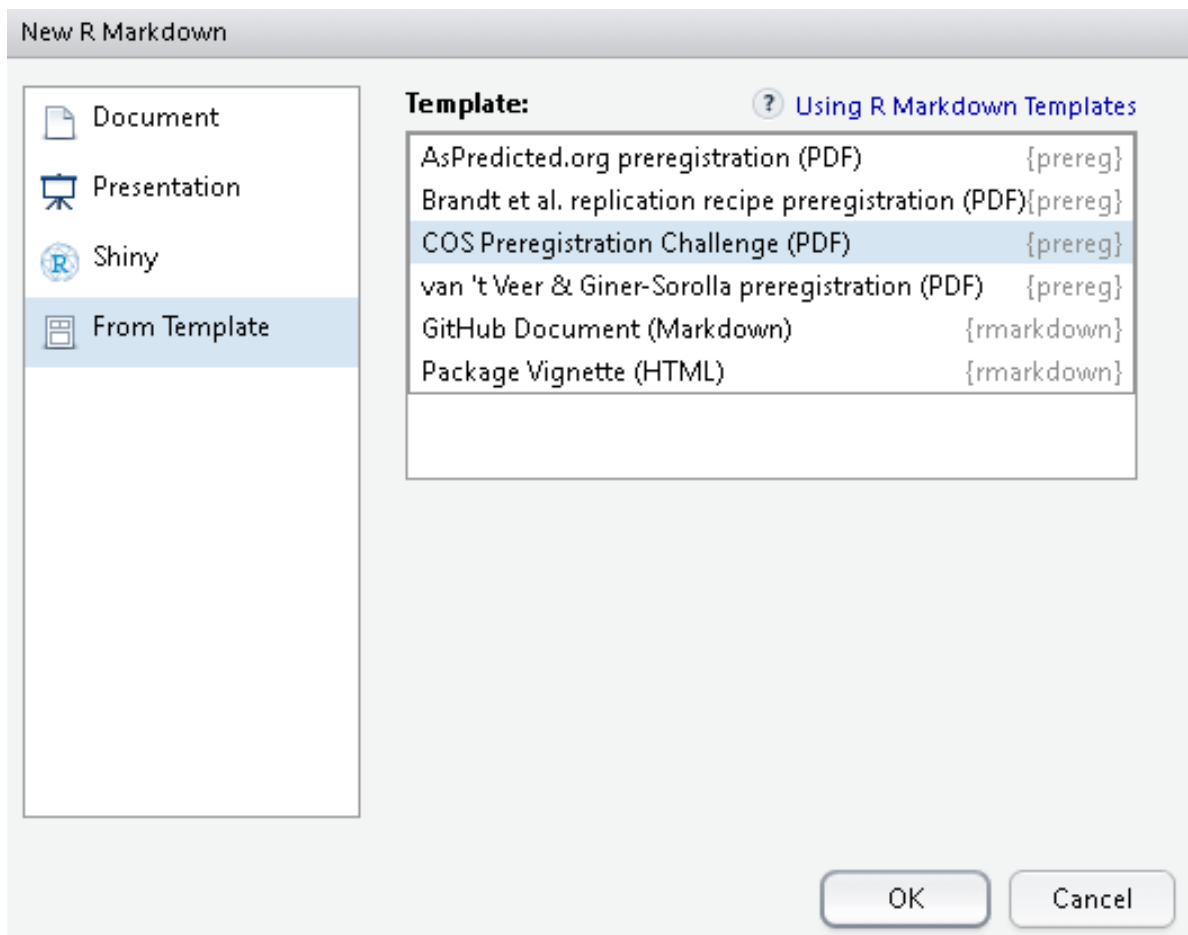 New R Markdown
Document
Presentation
Shiny
From Template
Template:
? Using R Markdown Templates
AsPredicted.org preregistration (PDF) {prereg}
Brandt et al. replication recipe preregistration (PDF){prereg}
COS Preregistration Challenge (PDF) {prereg}
van 't Veer & Giner-Sorolla preregistration (PDF) {prereg}
GitHub Document (Markdown) {rmarkdown}
Package Vignette (HTML) {rmarkdown}
R
OK Cancel